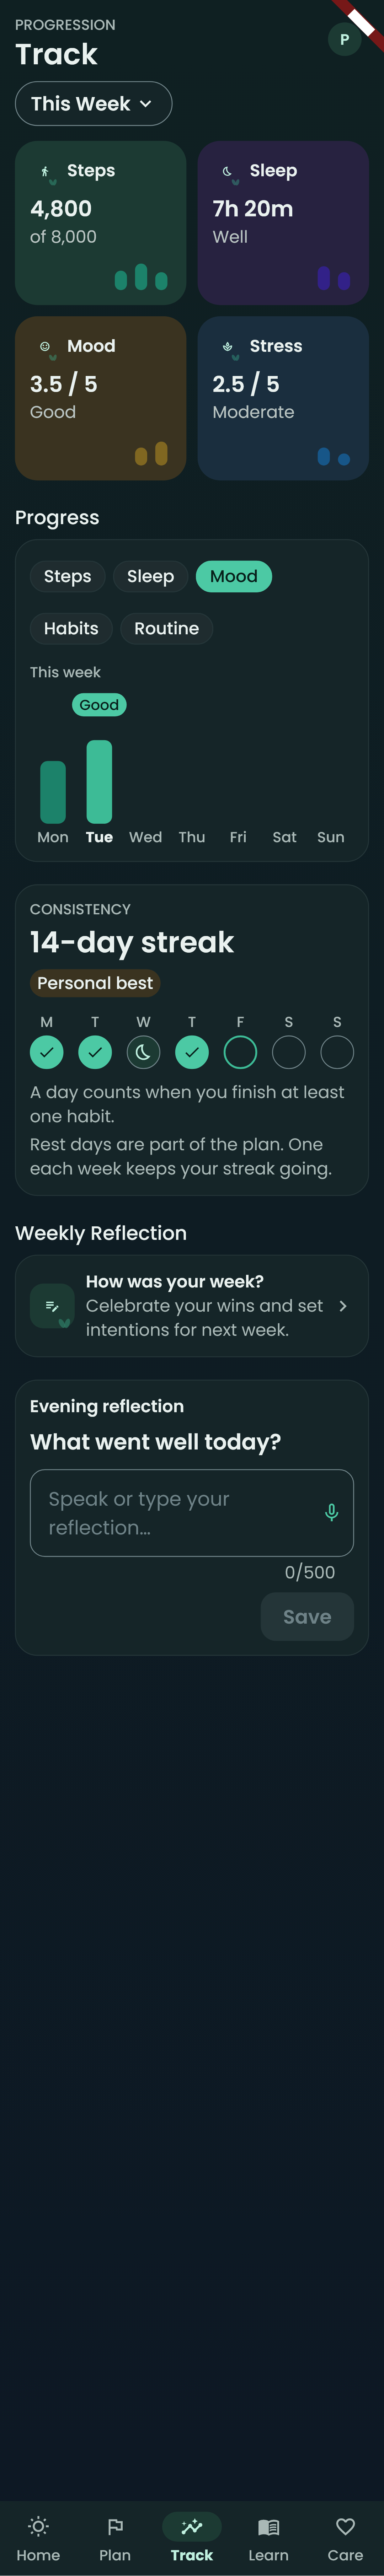 PROGRESSION
Track
P
This Week
Steps
4,800
of 8,000
Sleep
7h 20m
Well
Mood
3.5 / 5
Good
Stress
2.5 / 5
Moderate
Progress
Steps
Sleep
Mood
Habits
Routine
This week
Good
Mon Tue Wed Thu Fri Sat Sun
CONSISTENCY
14-day streak
Personal best
M T W T F S S
A day counts when you finish at least
one habit.
Rest days are part of the plan. One
each week keeps your streak going.
Weekly Reflection
How was your week?
Celebrate your wins and set
intentions for next week.
Evening reflection
What went well today?
Speak or type your
reflection…
0/500
Save
Home Plan Track Learn Care